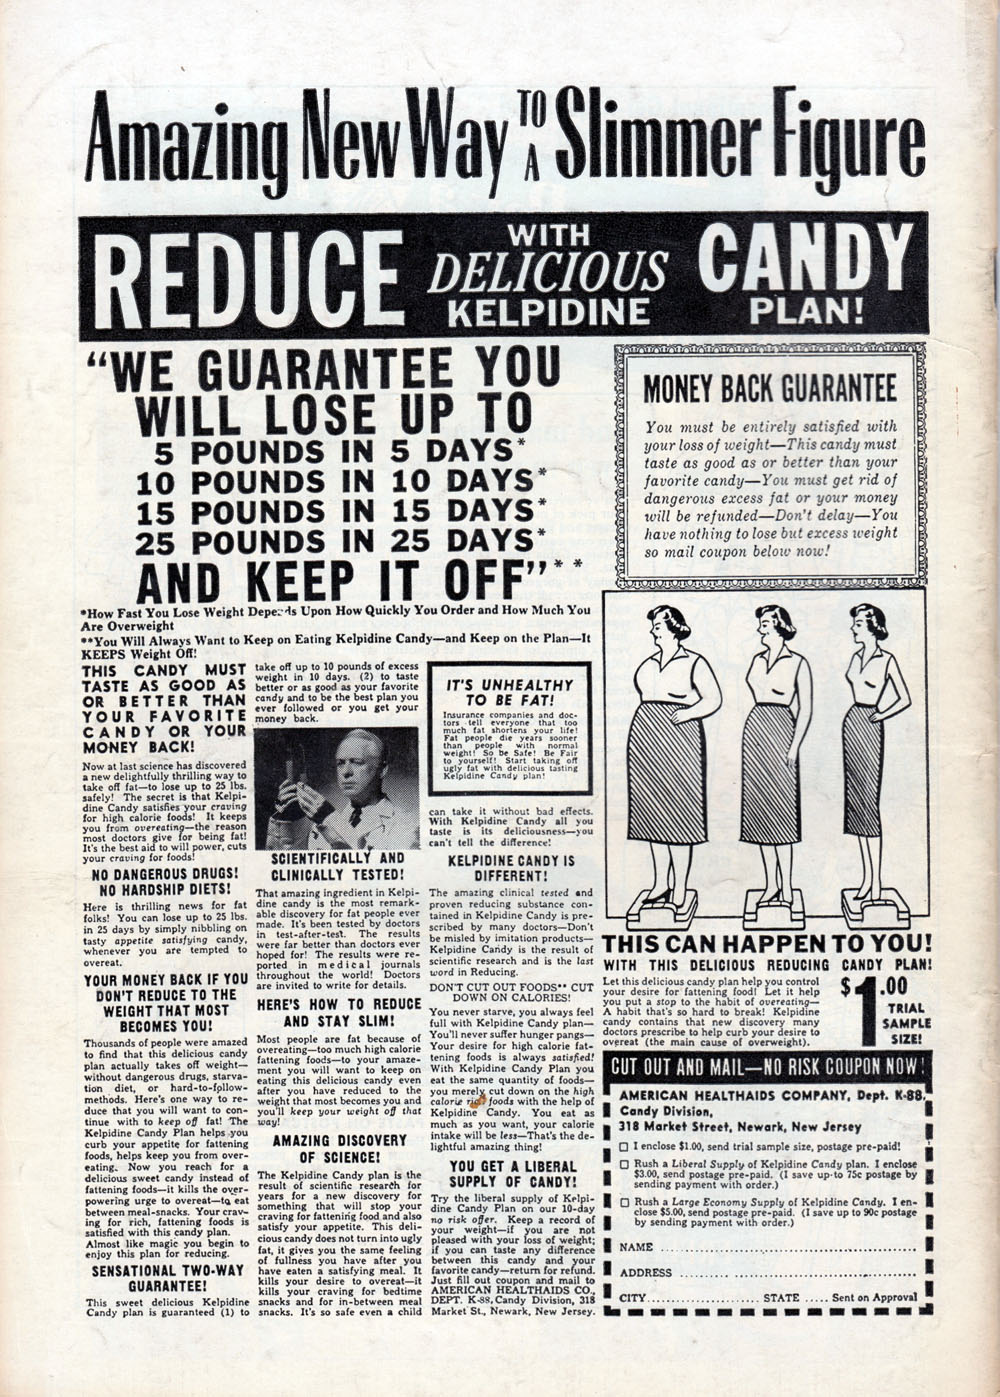 Amazing New Way TO A Slimmer Figure
REDUCE WITH DELICIOUS KELPIDINE CANDY PLAN!
"WE GUARANTEE YOU
WILL LOSE UP TO
5 POUNDS IN 5 DAYS*
10 POUNDS IN 10 DAYS*
15 POUNDS IN 15 DAYS*
25 POUNDS IN 25 DAYS*
AND KEEP IT OFF"**
*How Fast You Lose Weight Depends Upon How Quickly You Order and How Much You
Are Overweight
**You Will Always Want to Keep on Eating Kelpidine Candy—and Keep on the Plan—It
KEEPS Weight Off!
THIS CANDY MUST
TASTE AS GOOD AS
OR BETTER THAN
YOUR FAVORITE
CANDY OR YOUR
MONEY BACK!
Now at last science has discovered
a new delightfully thrilling way to
take off fat—to lose up to 25 lbs.
safely! The secret is that Kelpi-
dine Candy satisfies your craving
for high calorie foods! It keeps
you from overeating—the reason
most doctors give for being fat!
It's the best aid to will power, cuts
your craving for foods!
NO DANGEROUS DRUGS!
NO HARDSHIP DIETS!
Here is thrilling news for fat
folks! You can lose up to 25 lbs.
in 25 days by simply nibbling on
tasty appetite satisfying candy,
whenever you are tempted to
overeat.
YOUR MONEY BACK IF YOU
DON'T REDUCE TO THE
WEIGHT THAT MOST
BECOMES YOU!
Thousands of people were amazed
to find that this delicious candy
plan actually takes off weight—
without dangerous drugs, starva-
tion diet, or hard-to-follow-
methods. Here's one way to re-
duce that you will want to con-
tinue with to keep off fat! The
Kelpidine Candy Plan helps you
curb your appetite for fattening
foods, helps keep you from over-
eating. Now you reach for a
delicious sweet candy instead of
fattening foods—it kills the over-
powering urge to overeat—to eat
between meal-snacks. Your crav-
ing for rich, fattening foods is
satisfied with this candy plan.
Almost like magic you begin to
enjoy this plan for reducing.
SENSATIONAL TWO-WAY
GUARANTEE!
This sweet delicious Kelpidine
Candy plan is guaranteed (1) to
take off up to 10 pounds of excess
weight in 10 days. (2) to taste
better or as good as your favorite
candy and to be the best plan you
ever followed or you get your
money back.
SCIENTIFICALLY AND
CLINICALLY TESTED!
That amazing ingredient in Kelpi-
dine candy is the most remark-
able discovery for fat people ever
made. It's been tested by doctors
in test-after-test. The results
were far better than doctors ever
hoped for! The results were re-
ported in medical journals
throughout the world! Doctors
are invited to write for details.
HERE'S HOW TO REDUCE
AND STAY SLIM!
Most people are fat because of
overeating—too much high calorie
fattening foods—to your amaze-
ment you will want to keep on
eating this delicious candy even
after you have reduced to the
weight that most becomes you and
you'll keep your weight off that
way!
AMAZING DISCOVERY
OF SCIENCE!
The Kelpidine Candy plan is the
result of scientific research for
years for a new discovery for
something that will stop your
craving for fattening food and also
satisfy your appetite. This deli-
cious candy does not turn into ugly
fat, it gives you the same feeling
of fullness you have after you
have eaten a satisfying meal. It
kills your desire to overeat—it
kills your craving for bedtime
snacks and for in-between meal
snacks. It's so safe even a child
IT'S UNHEALTHY
TO BE FAT!
Insurance companies and doc-
tors tell everyone that too
much fat shortens your life!
Fat people die years sooner
than people with normal
weight! So be Safe! Be Fair
to yourself! Start taking off
ugly fat with delicious tasting
Kelpidine Candy plan!
can take it without bad effects.
With Kelpidine Candy all you
taste is its deliciousness—you
can't tell the difference!
KELPIDINE CANDY IS
DIFFERENT!
The amazing clinical tested and
proven reducing substance con-
tained in Kelpidine Candy is pre-
scribed by many doctors—Don't
be misled by imitation products—
Kelpidine Candy is the result of
scientific research and is the last
word in Reducing.
DON'T CUT OUT FOODS** CUT
DOWN ON CALORIES!
You never starve, you always feel
full with Kelpidine Candy plan—
You'll never suffer hunger pangs—
Your desire for high calorie fat-
tening foods is always satisfied!
With Kelpidine Candy Plan you
eat the same quantity of foods—
you merely cut down on the high
calorie rich foods with the help of
Kelpidine Candy. You eat as
much as you want, your calorie
intake will be less—That's the de-
lightful amazing thing!
YOU GET A LIBERAL
SUPPLY OF CANDY!
Try the liberal supply of Kelpi-
dine Candy Plan on our 10-day
no risk offer. Keep a record of
your weight—if you are not
pleased with your loss of weight;
if you can taste any difference
between this candy and your
favorite candy—return for refund.
Just fill out coupon and mail to
AMERICAN HEALTHAIDS CO.,
DEPT. K-88, Candy Division, 318
Market St., Newark, New Jersey.
MONEY BACK GUARANTEE
You must be entirely satisfied with
your loss of weight—This candy must
taste as good as or better than your
favorite candy—You must get rid of
dangerous excess fat or your money
will be refunded—Don't delay—You
have nothing to lose but excess weight
so mail coupon below now!
THIS CAN HAPPEN TO YOU!
WITH THIS DELICIOUS REDUCING CANDY PLAN!
Let this delicious candy plan help you control
your desire for fattening food! Let it help
you put a stop to the habit of overeating—
A habit that's so hard to break! Kelpidine
candy contains that new discovery many
doctors prescribe to help curb your desire to
overeat (the main cause of overweight).
$1.00
TRIAL
SAMPLE
SIZE!
CUT OUT AND MAIL—NO RISK COUPON NOW!
AMERICAN HEALTHAIDS COMPANY, Dept. K-88,
Candy Division,
318 Market Street, Newark, New Jersey
☐ I enclose $1.00, send trial sample size, postage pre-paid!
☐ Rush a Liberal Supply of Kelpidine Candy plan. I enclose
$3.00, send postage pre-paid. (I save up to 75c postage by
sending payment with order.)
☐ Rush a Large Economy Supply of Kelpidine Candy. I en-
close $5.00, send postage pre-paid. (I save up to 90c postage
by sending payment with order.)
NAME ..........
ADDRESS ..........
CITY.......... STATE ..... Sent on Approval